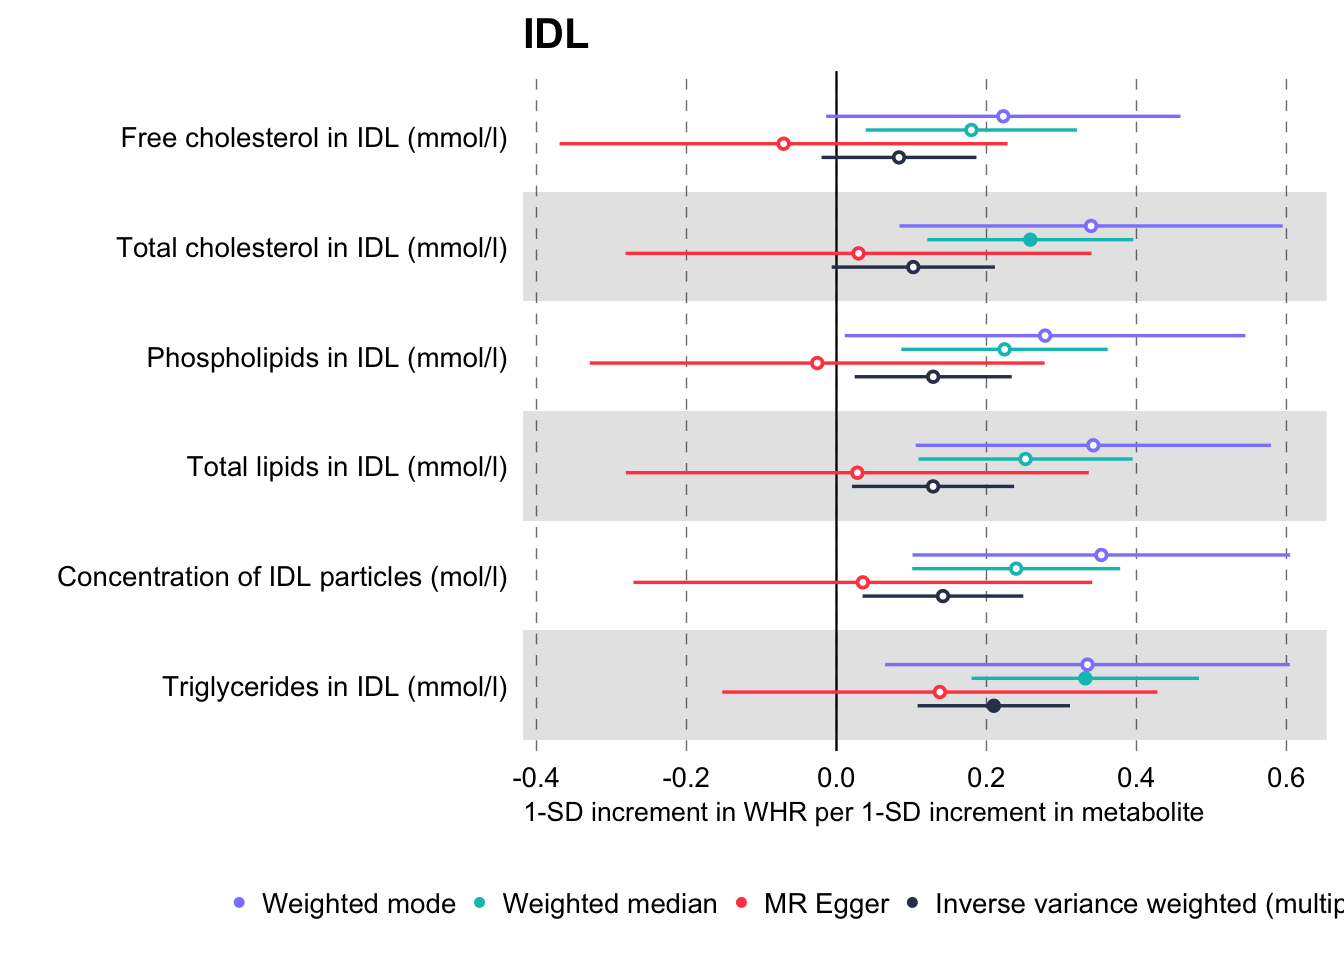 IDL
Free cholesterol in IDL (mmol/l)
Total cholesterol in IDL (mmol/l)
Phospholipids in IDL (mmol/l)
Total lipids in IDL (mmol/l)
Concentration of IDL particles (mol/l)
Triglycerides in IDL (mmol/l)
-0.4 -0.2 0.0 0.2 0.4 0.6
1-SD increment in WHR per 1-SD increment in metabolite
Weighted mode Weighted median MR Egger Inverse variance weighted (multip